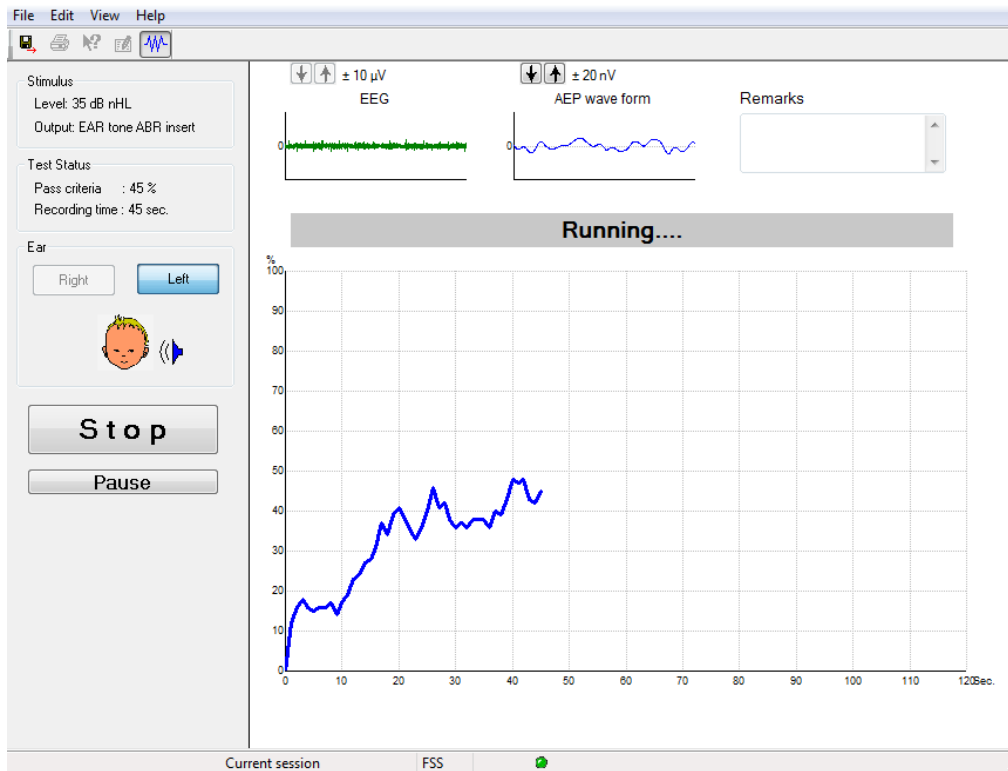 File Edit View Help
± 10 µV
± 20 nV
EEG
AEP wave form
Remarks
Stimulus
Level: 35 dB nHL
Output: EAR tone ABR insert
Test Status
Pass criteria : 45 %
Recording time : 45 sec.
Ear
Right
Left
Stop
Pause
0
0
Running....
%
100
90
80
70
60
50
40
30
20
10
0
0 10 20 30 40 50 60 70 80 90 100 110 120 Sec.
Current session FSS